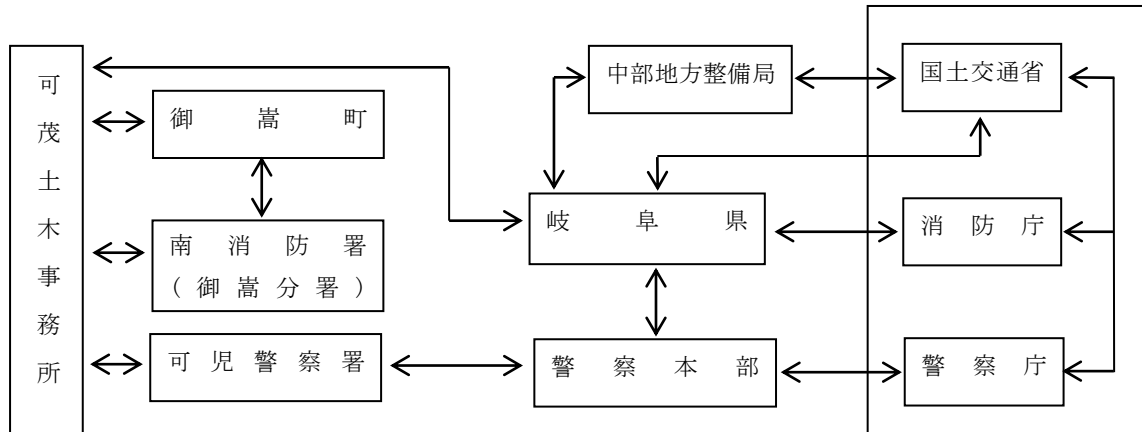 可茂土木事務所
御嵩町
南消防署
(御嵩分署)
可児警察署
中部地方整備局
岐阜県
警察本部
国土交通省
消防庁
警察庁